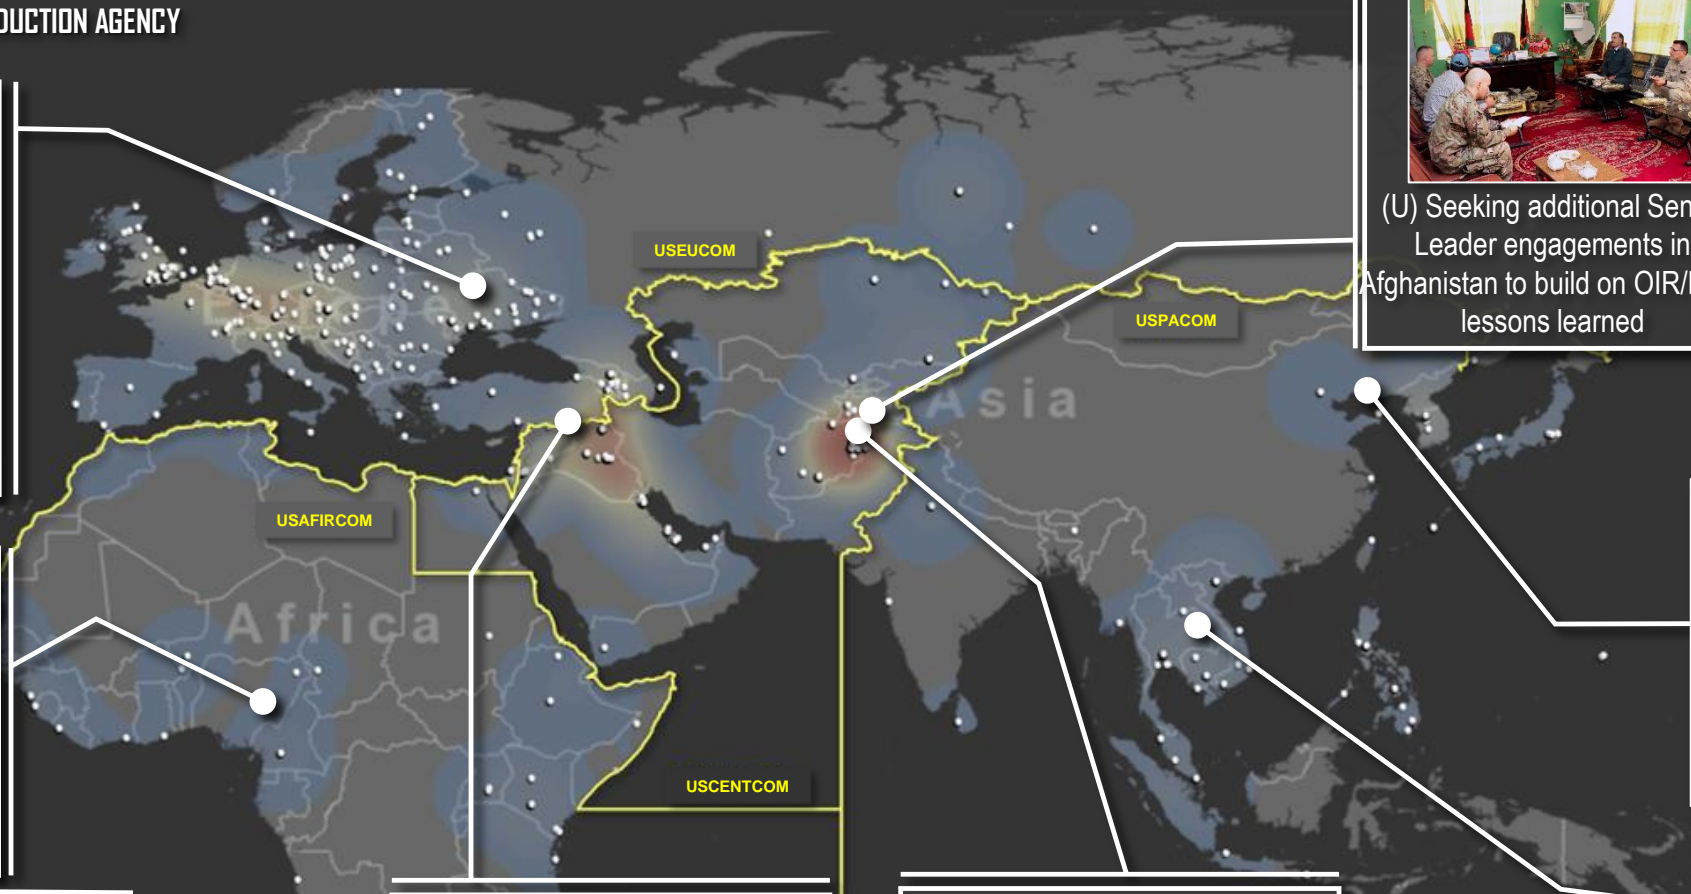 DUCTION AGENCY
(U) Seeking additional Sen
Leader engagements in
Afghanistan to build on OIR/
lessons learned
USEUCOM
USPACOM
Europe
Asia
USAFIRCOM
Africa
USCENTCOM